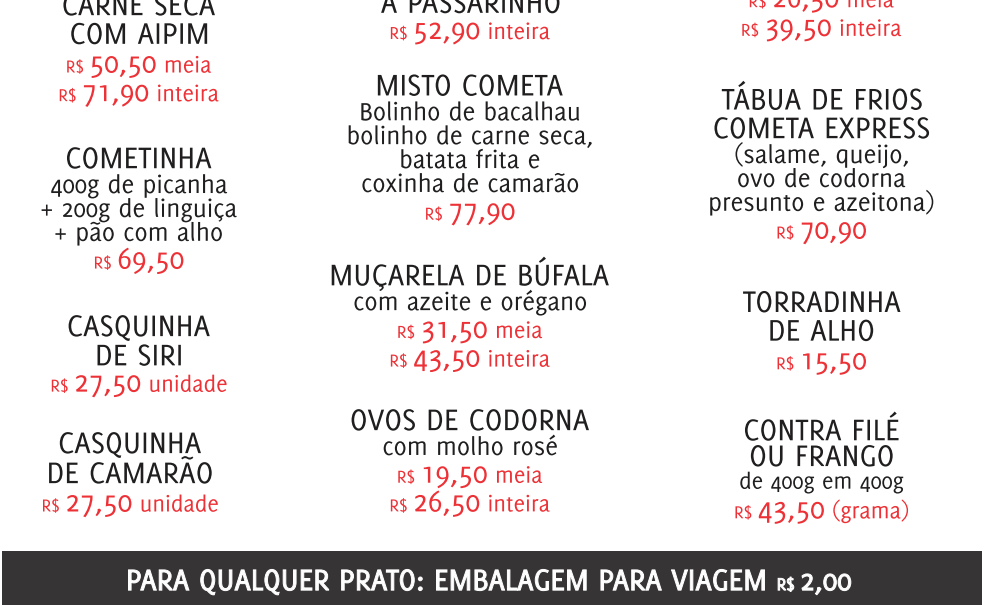 CARNE SECA
COM AIPIM
R$ 50,50 meia
R$ 71,90 inteira
COMETINHA
400g de picanha
+ 200g de linguiça
+ pão com alho
R$ 69,50
CASQUINHA
DE SIRI
R$ 27,50 unidade
CASQUINHA
DE CAMARÃO
R$ 27,50 unidade
A PASSARINHO
R$ 52,90 inteira
MISTO COMETA
Bolinho de bacalhau
bolinho de carne seca,
batata frita e
coxinha de camarão
R$ 77,90
MUÇARELA DE BÚFALA
com azeite e orégano
R$ 31,50 meia
R$ 43,50 inteira
OVOS DE CODORNA
com molho rosé
R$ 19,50 meia
R$ 26,50 inteira
R$ 26,50 meia
R$ 39,50 inteira
TÁBUA DE FRIOS
COMETA EXPRESS
(salame, queijo,
ovo de codorna
presunto e azeitona)
R$ 70,90
TORRADINHA
DE ALHO
R$ 15,50
CONTRA FILÉ
OU FRANGO
de 400g em 400g
R$ 43,50 (grama)
PARA QUALQUER PRATO: EMBALAGEM PARA VIAGEM R$ 2,00